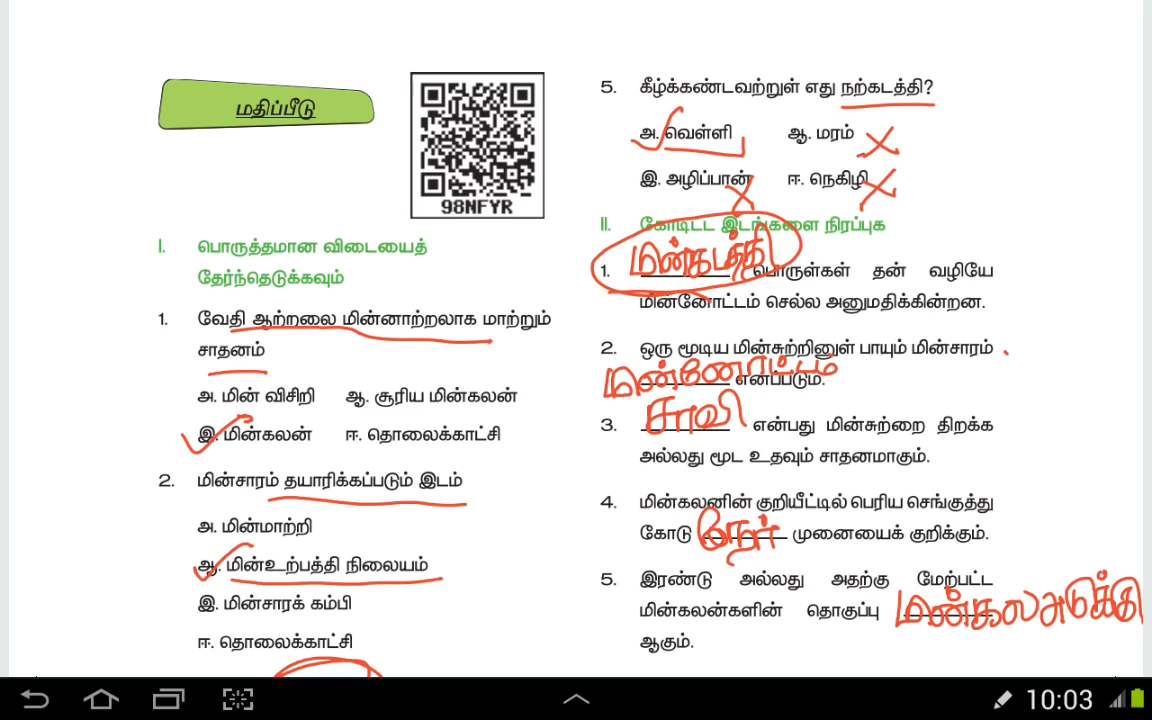 மதிப்பீடு
98NFYR
I. பொருத்தமான விடையைத்
தேர்ந்தெடுக்கவும்
1. வேதி ஆற்றலை மின்னாற்றலாக மாற்றும்
சாதனம்
அ. மின் விசிறி ஆ. சூரிய மின்கலன்
இ. மின்கலன் ஈ. தொலைக்காட்சி
2. மின்சாரம் தயாரிக்கப்படும் இடம்
அ. மின்மாற்றி
ஆ. மின்உற்பத்தி நிலையம்
இ. மின்சாரக் கம்பி
ஈ. தொலைக்காட்சி
5. கீழ்க்கண்டவற்றுள் எது நற்கடத்தி?
அ. வெள்ளி ஆ. மரம்
இ. அழிப்பான் ஈ. நெகிழி
II. கோடிட்ட இடங்களை நிரப்புக
1. மின்கடத்தி பொருள்கள் தன் வழியே
மின்னோட்டம் செல்ல அனுமதிக்கின்றன.
2. ஒரு மூடிய மின்சுற்றினுள் பாயும் மின்சாரம்
மின்னோட்டம் எனப்படும்.
3. சாவி என்பது மின்சுற்றை திறக்க
அல்லது மூட உதவும் சாதனமாகும்.
4. மின்கலனின் குறியீட்டில் பெரிய செங்குத்து
கோடு நேர் முனையைக் குறிக்கும்.
5. இரண்டு அல்லது அதற்கு மேற்பட்ட
மின்கலன்களின் தொகுப்பு மின்கலஅடுக்கு
ஆகும்.
10:03